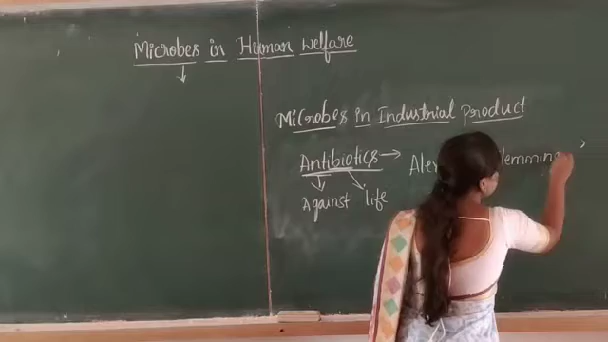 Microbes in Human welfare
Microbes in Industrial Product
Antibiotics → 
Against life